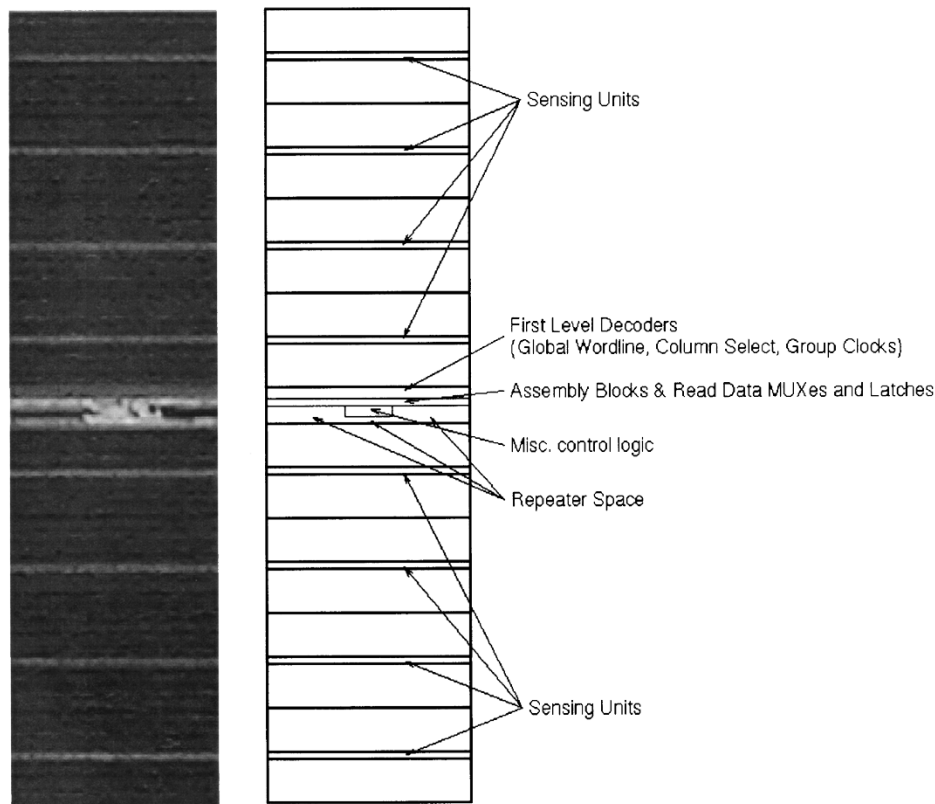 Sensing Units
First Level Decoders
(Global Wordline, Column Select, Group Clocks)
Assembly Blocks & Read Data MUXes and Latches
Misc. control logic
Repeater Space
Sensing Units